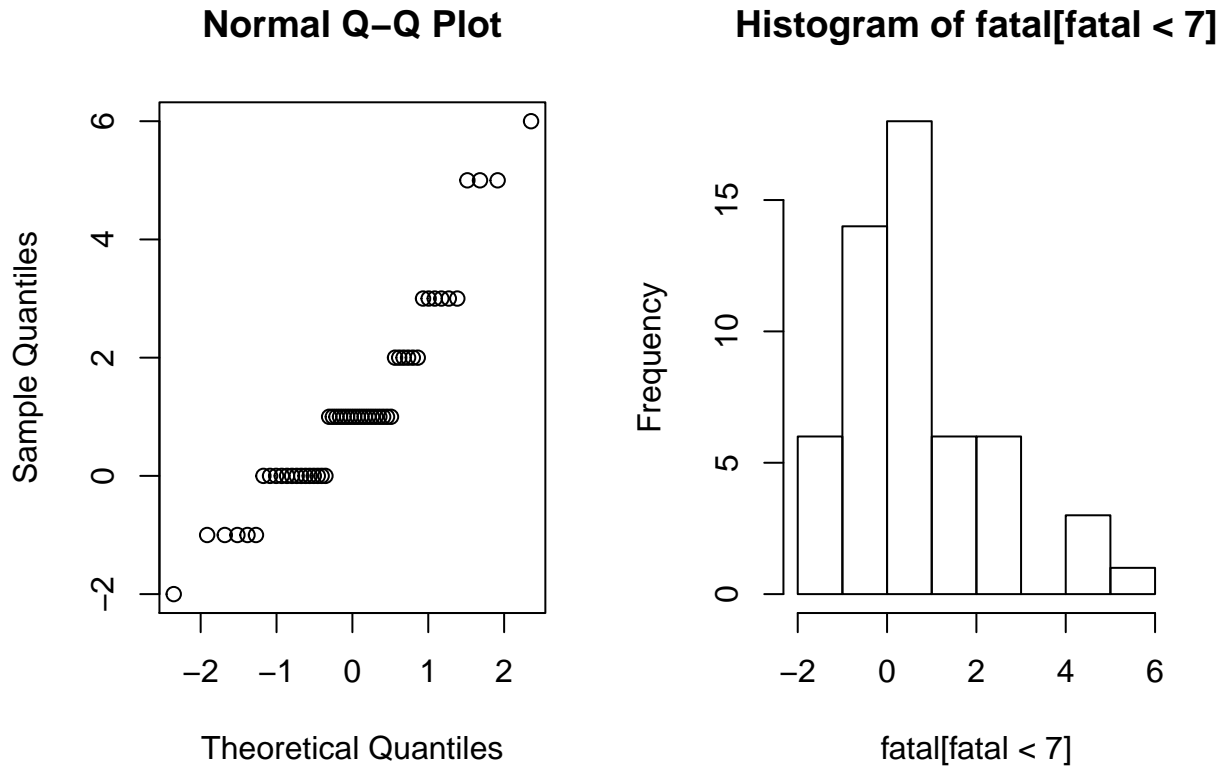 Normal Q−Q Plot
Sample Quantiles
6
4
2
0
−2
−2 −1 0 1 2
Theoretical Quantiles
Histogram of fatal[fatal < 7]
Frequency
15
10
5
0
−2 0 2 4 6
fatal[fatal < 7]